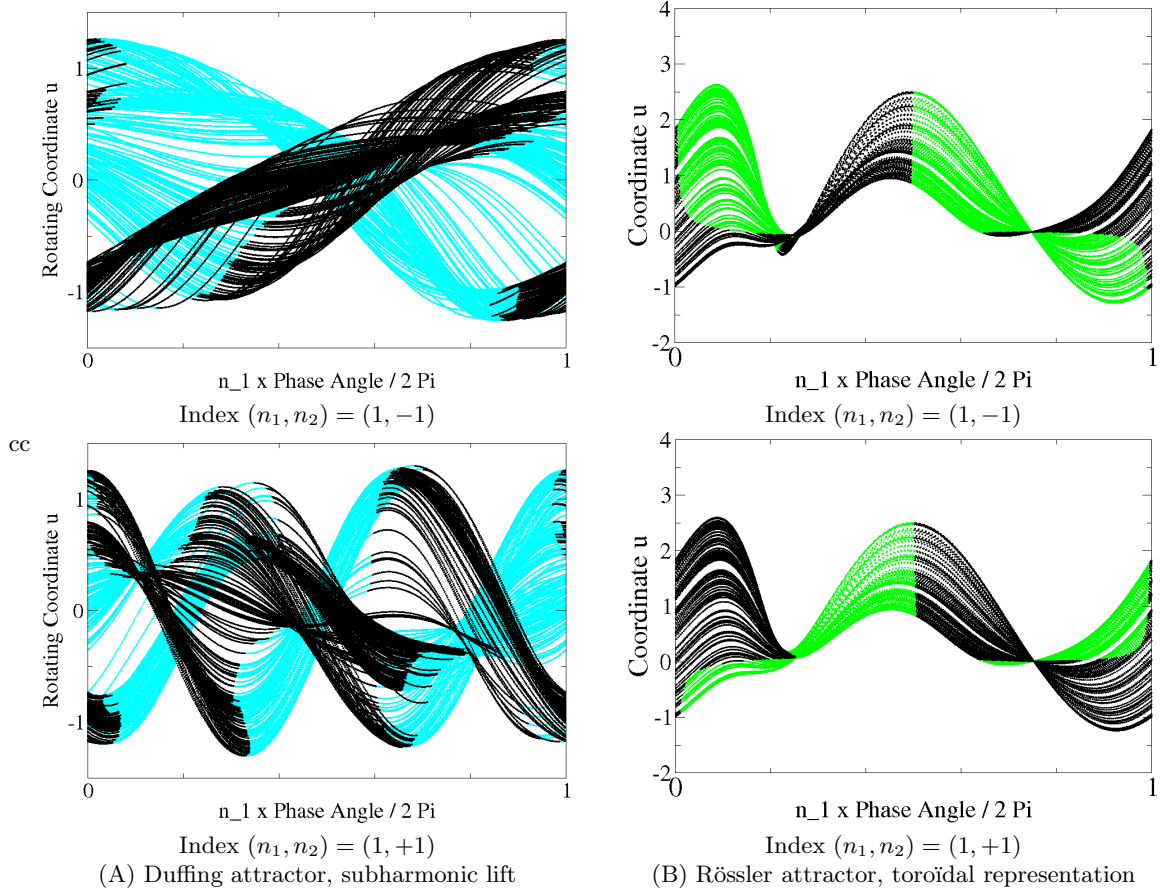 Rotating Coordinate u
1
0
-1
0
1
n_1 x Phase Angle / 2 Pi
Index (n₁, n₂) = (1, −1)
Coordinate u
4
3
2
1
0
-1
-2
0
1
n_1 x Phase Angle / 2 Pi
Index (n₁, n₂) = (1, −1)
cc
Rotating Coordinate u
1
0
-1
0
1
n_1 x Phase Angle / 2 Pi
Index (n₁, n₂) = (1, +1)
(A) Duffing attractor, subharmonic lift
Coordinate u
4
3
2
1
0
-1
-2
0
1
n_1 x Phase Angle / 2 Pi
Index (n₁, n₂) = (1, +1)
(B) Rössler attractor, toroïdal representation